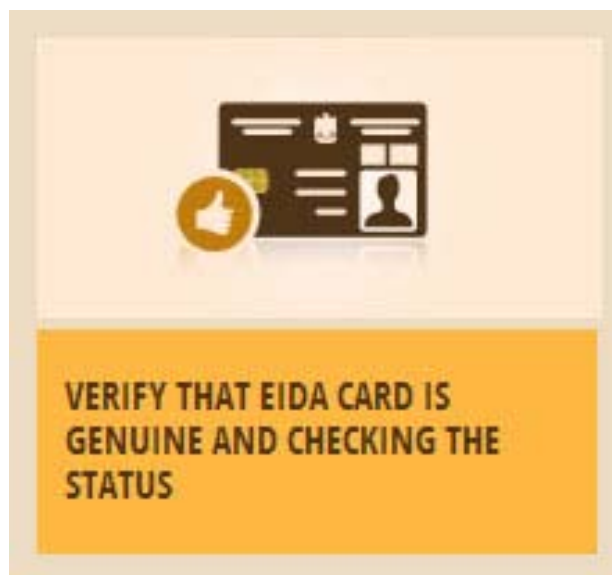 VERIFY THAT EIDA CARD IS
GENUINE AND CHECKING THE
STATUS